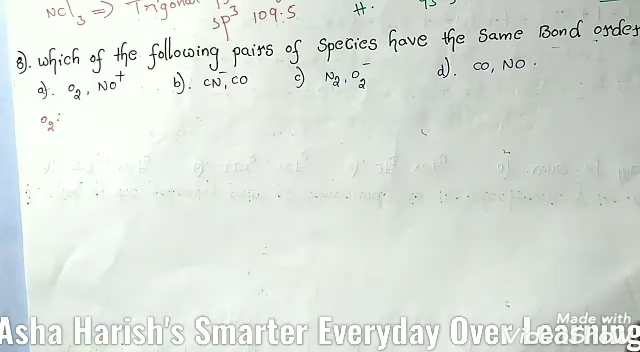 NCl3 => Trigonal
sp3 109.5
H.
8). which of the following pairs of species have the same Bond order
a). O2, NO+ b). CN-, CO c) N2, O2- d). CO, NO.
O2:
Made with
Asha Harish's Smarter Everyday Over Learning
VideoShow